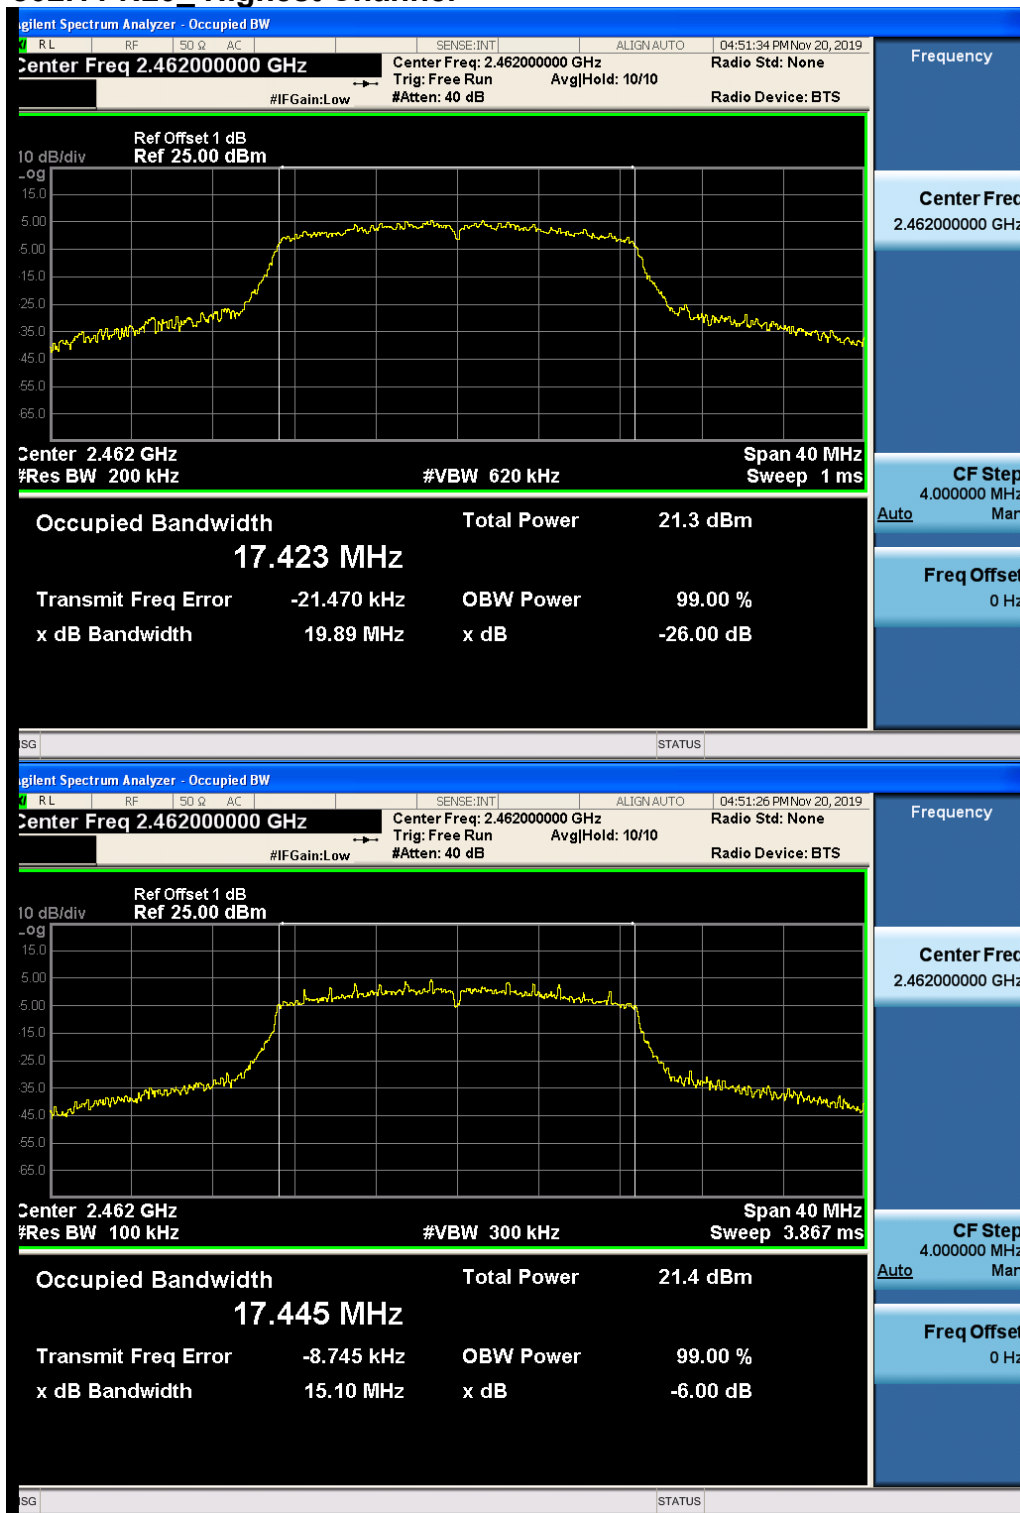 Agilent Spectrum Analyzer - Occupied BW
RL RF 50 Ω AC SENSE:INT ALIGNAUTO 04:51:34 PM Nov 20, 2019
Center Freq 2.462000000 GHz
Center Freq: 2.462000000 GHz
Radio Std: None
Trig: Free Run Avg|Hold: 10/10
#IFGain:Low #Atten: 40 dB Radio Device: BTS
Ref Offset 1 dB
10 dB/div Ref 25.00 dBm
Log
15.0
5.00
-5.00
-15.0
-25.0
-35.0
-45.0
-55.0
-65.0
Center 2.462 GHz Span 40 MHz
#Res BW 200 kHz #VBW 620 kHz Sweep 1 ms
Occupied Bandwidth Total Power 21.3 dBm
17.423 MHz
Transmit Freq Error -21.470 kHz OBW Power 99.00 %
x dB Bandwidth 19.89 MHz x dB -26.00 dB
MSG STATUS
Frequency
Center Freq
2.462000000 GHz
CF Step
4.000000 MHz
Auto Man
Freq Offset
0 Hz
Agilent Spectrum Analyzer - Occupied BW
RL RF 50 Ω AC SENSE:INT ALIGNAUTO 04:51:26 PM Nov 20, 2019
Center Freq 2.462000000 GHz
Center Freq: 2.462000000 GHz
Radio Std: None
Trig: Free Run Avg|Hold: 10/10
#IFGain:Low #Atten: 40 dB Radio Device: BTS
Ref Offset 1 dB
10 dB/div Ref 25.00 dBm
Log
15.0
5.00
-5.00
-15.0
-25.0
-35.0
-45.0
-55.0
-65.0
Center 2.462 GHz Span 40 MHz
#Res BW 100 kHz #VBW 300 kHz Sweep 3.867 ms
Occupied Bandwidth Total Power 21.4 dBm
17.445 MHz
Transmit Freq Error -8.745 kHz OBW Power 99.00 %
x dB Bandwidth 15.10 MHz x dB -6.00 dB
MSG STATUS
Frequency
Center Freq
2.462000000 GHz
CF Step
4.000000 MHz
Auto Man
Freq Offset
0 Hz